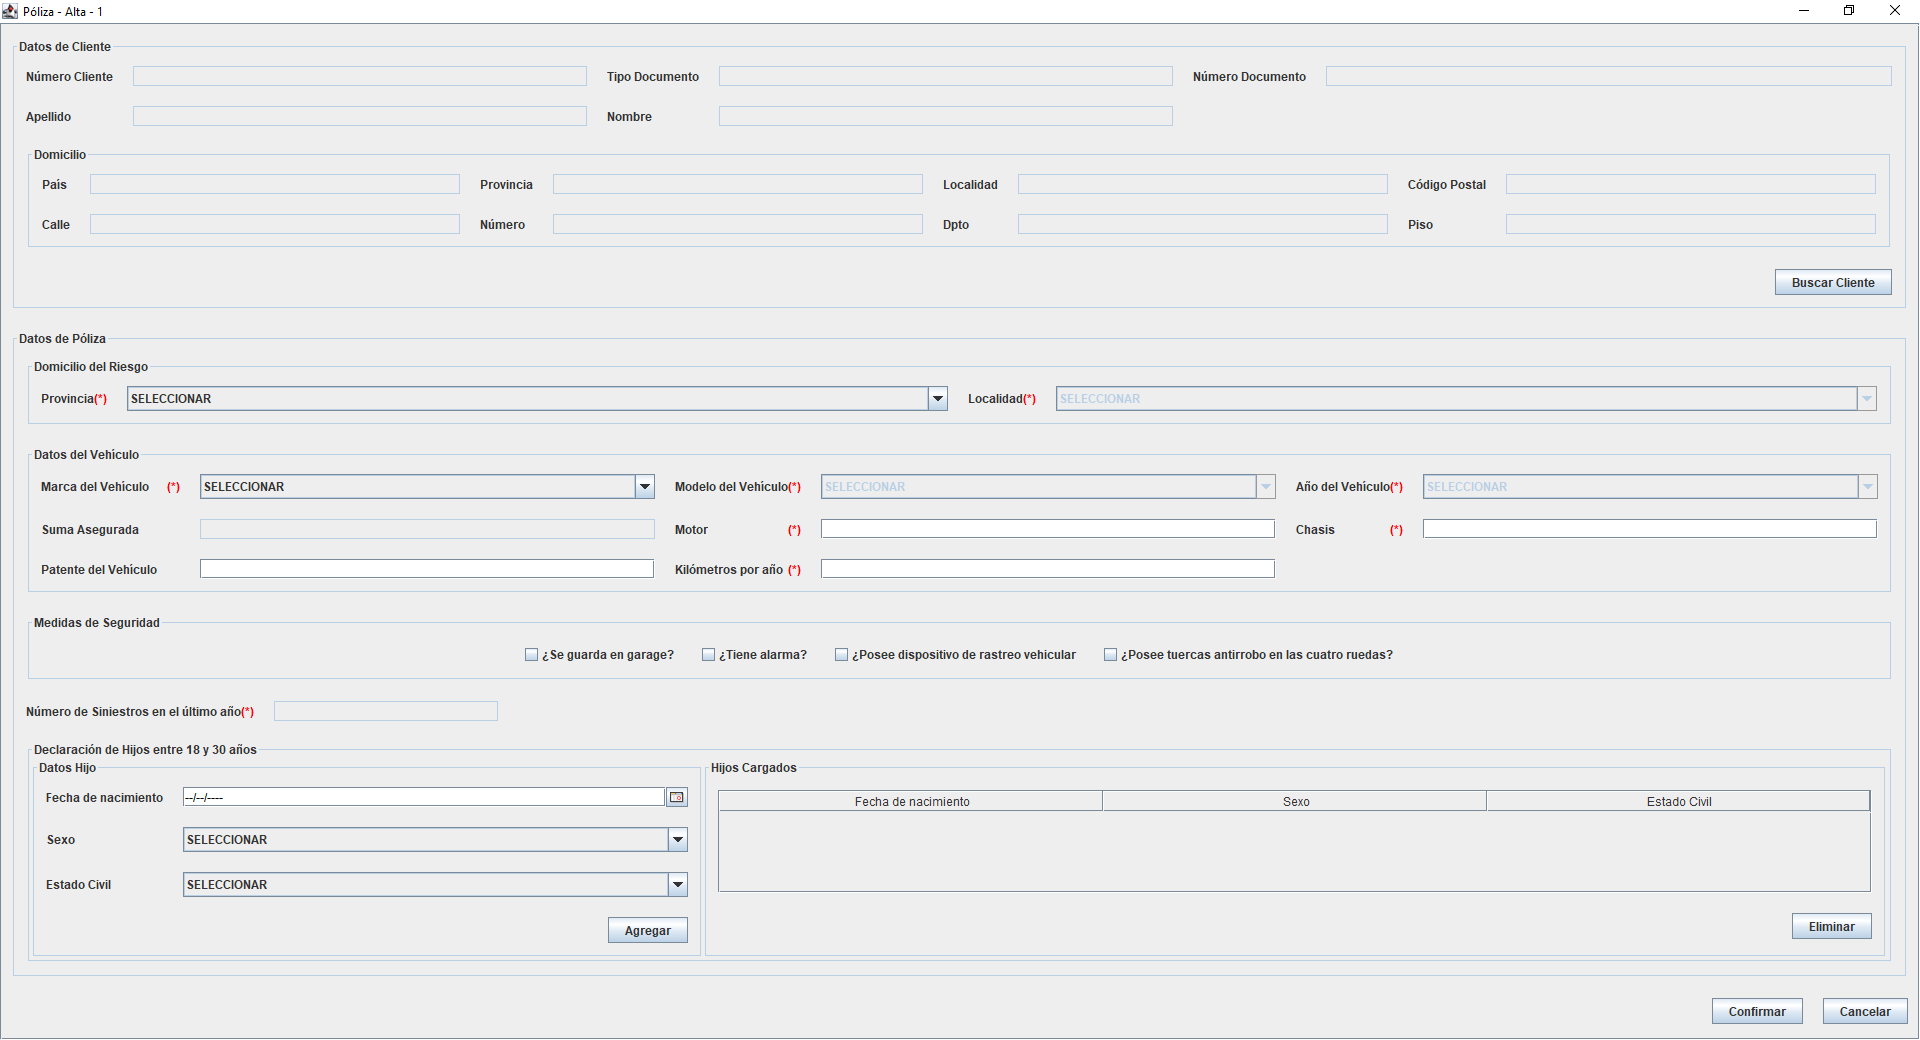 Póliza - Alta - 1
Datos de Cliente
Número Cliente Tipo Documento Número Documento
Apellido Nombre
Domicilio
País Provincia Localidad Código Postal
Calle Número Dpto Piso
Buscar Cliente
Datos de Póliza
Domicilio del Riesgo
Provincia(*) SELECCIONAR Localidad(*) SELECCIONAR
Datos del Vehículo
Marca del Vehículo (*) SELECCIONAR Modelo del Vehículo(*) SELECCIONAR Año del Vehículo(*) SELECCIONAR
Suma Asegurada Motor (*) Chasis (*)
Patente del Vehículo Kilómetros por año (*)
Medidas de Seguridad
¿Se guarda en garage? ¿Tiene alarma? ¿Posee dispositivo de rastreo vehicular ¿Posee tuercas antirrobo en las cuatro ruedas?
Número de Siniestros en el último año(*)
Declaración de Hijos entre 18 y 30 años
Datos Hijo Hijos Cargados
Fecha de nacimiento --/--/---- Fecha de nacimiento Sexo Estado Civil
Sexo SELECCIONAR
Estado Civil SELECCIONAR
Agregar Eliminar
Confirmar Cancelar